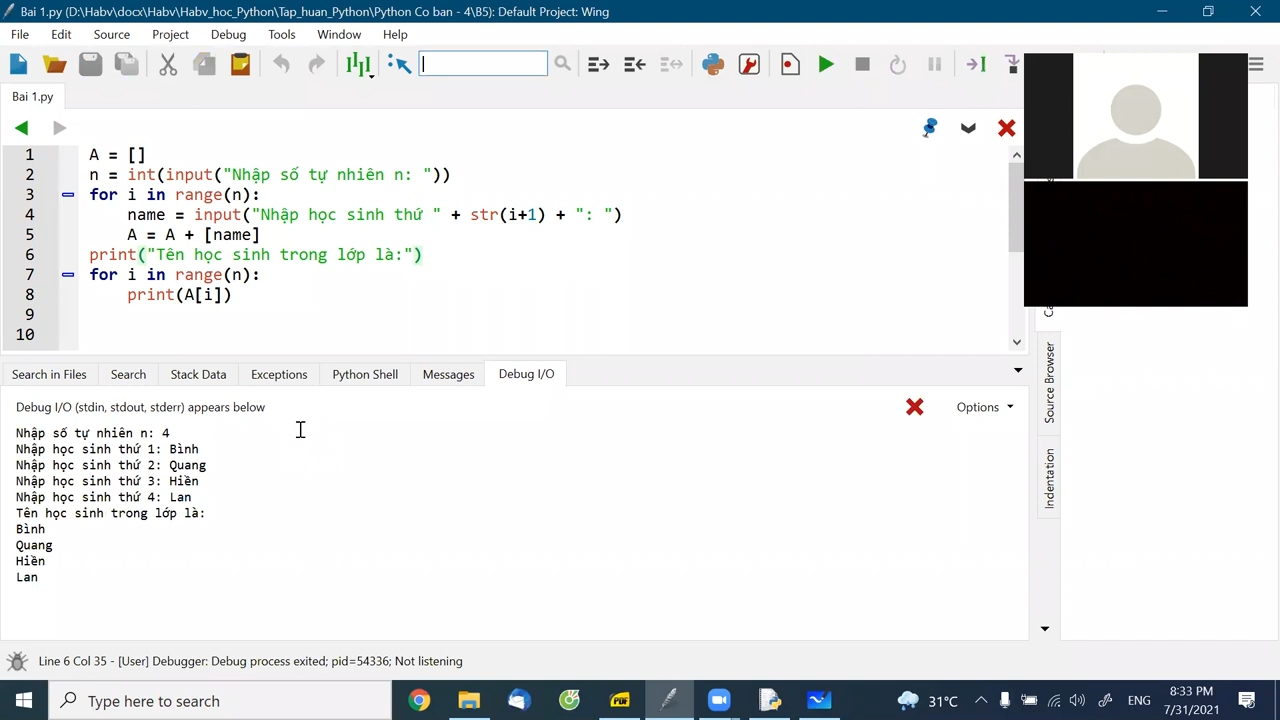 Bai 1.py (D:\Habv\docx\Habv\Habv_hoc_Python\Tap_huan_Python\Python Co ban - 4\B5): Default Project: Wing
File Edit Source Project Debug Tools Window Help
Bai 1.py
1 A = []
2 n = int(input("Nhập số tự nhiên n: "))
3 for i in range(n):
4 name = input("Nhập học sinh thứ " + str(i+1) + ": ")
5 A = A + [name]
6 print("Tên học sinh trong lớp là:")
7 for i in range(n):
8 print(A[i])
9
10
Source Browser
Indentation
Search in Files Search Stack Data Exceptions Python Shell Messages Debug I/O
Debug I/O (stdin, stdout, stderr) appears below
Options
Nhập số tự nhiên n: 4
Nhập học sinh thứ 1: Bình
Nhập học sinh thứ 2: Quang
Nhập học sinh thứ 3: Hiền
Nhập học sinh thứ 4: Lan
Tên học sinh trong lớp là:
Bình
Quang
Hiền
Lan
Line 6 Col 35 - [User] Debugger: Debug process exited; pid=54336; Not listening
Type here to search
PDF
31°C
ENG
8:33 PM
7/31/2021